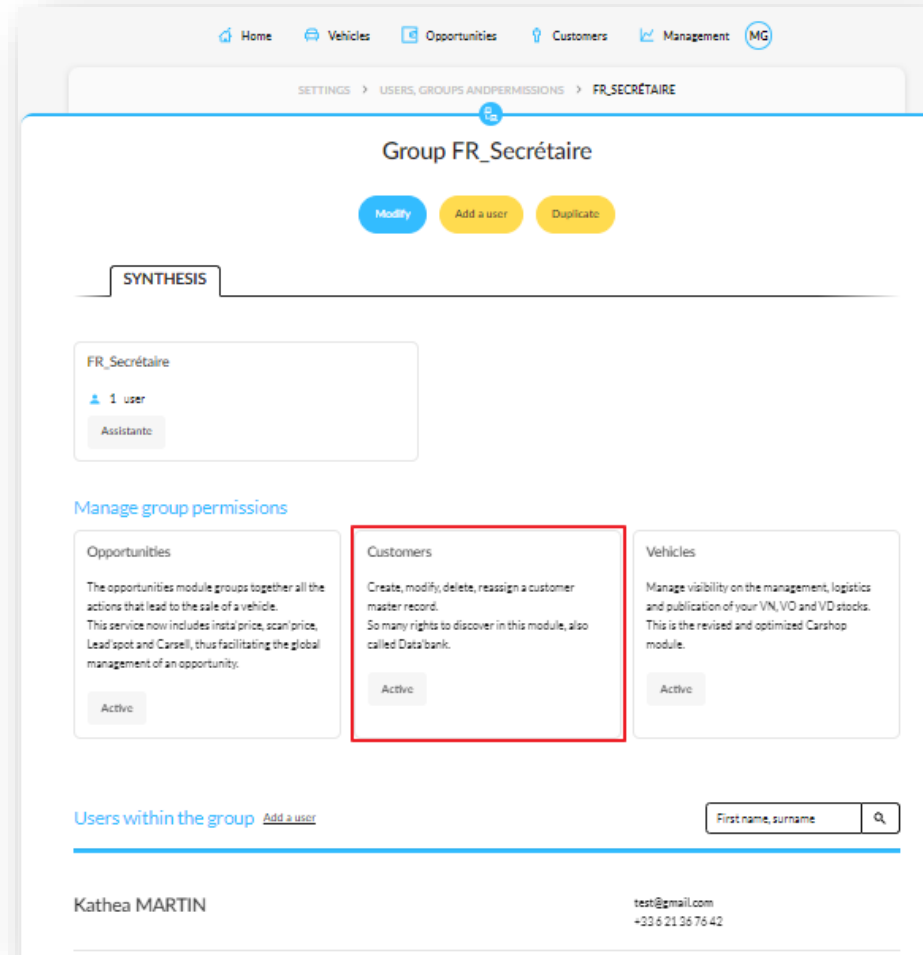 Home Vehicles Opportunities Customers Management MG
SETTINGS > USERS, GROUPS ANDPERMISSIONS > FR_SECRÉTAIRE
Group FR_Secrétaire
Modify Add a user Duplicate
SYNTHESIS
FR_Secrétaire
1 user
Assistante
Manage group permissions
Opportunities
The opportunities module groups together all the
actions that lead to the sale of a vehicle.
This service now includes insta'price, scan'price,
Lead'spot and Carsell, thus facilitating the global
management of an opportunity.
Active
Customers
Create, modify, delete, reassign a customer
master record.
So many rights to discover in this module, also
called Data'bank.
Active
Vehicles
Manage visibility on the management, logistics
and publication of your VN, VO and VD stocks.
This is the revised and optimized Carshop
module.
Active
Users within the group Add a user
First name, surname
Kathea MARTIN
test@gmail.com
+33 6 21 36 76 42